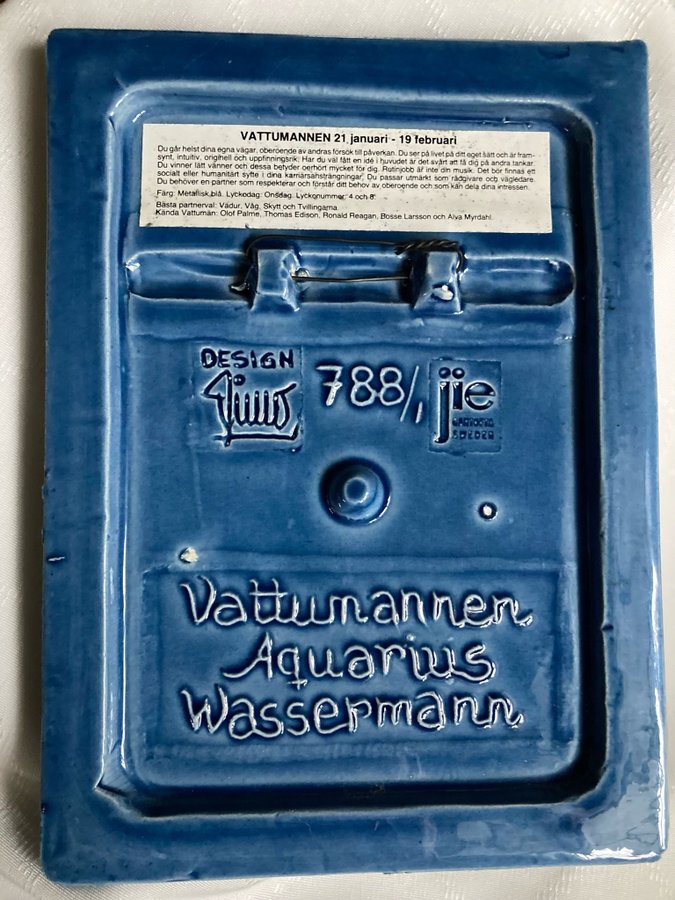 VATTUMANNEN 21 januari - 19 februari
Du går helst dina egna vägar, oberoende av andras försök till påverkan. Du ser på livet på ditt eget sätt och är fram-
synt, intuitiv, originell och uppfinningsrik. Har du väl fått en idé i huvudet är det svårt att få dig på andra tankar.
Du vinner lätt vänner och dessa betyder oerhört mycket för dig. Rutinjobb är inte din musik. Det bör finnas ett
socialt eller humanitärt syfte i dina karriärsansträngningar. Du passar utmärkt som rådgivare och vägledare.
Du behöver en partner som respekterar och förstår ditt behov av oberoende och som kan dela dina intressen.
Färg: Metallisk,blå. Lyckodag: Onsdag. Lyckonummer: 4 och 8.
Bästa partnerval: Vädur, Våg, Skytt och Tvillingarna.
Kända Vattumän: Olof Palme, Thomas Edison, Ronald Reagan, Bosse Larsson och Alva Myrdahl.
DESIGN
788/1
jie
SWEDEN
Vattumannen
Aquarius
Wassermann